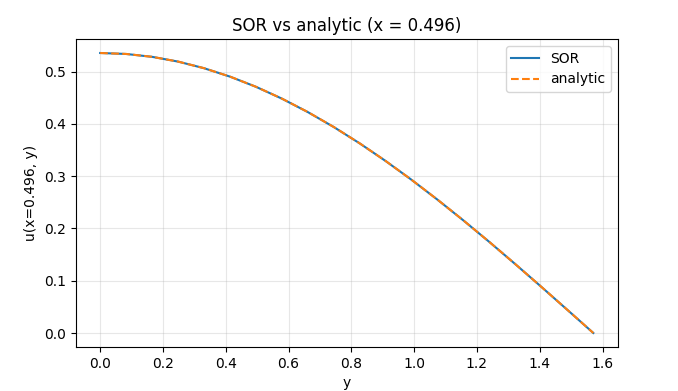 SOR vs analytic (x = 0.496)
SOR
analytic
u(x=0.496, y)
0.5
0.4
0.3
0.2
0.1
0.0
0.0 0.2 0.4 0.6 0.8 1.0 1.2 1.4 1.6
y